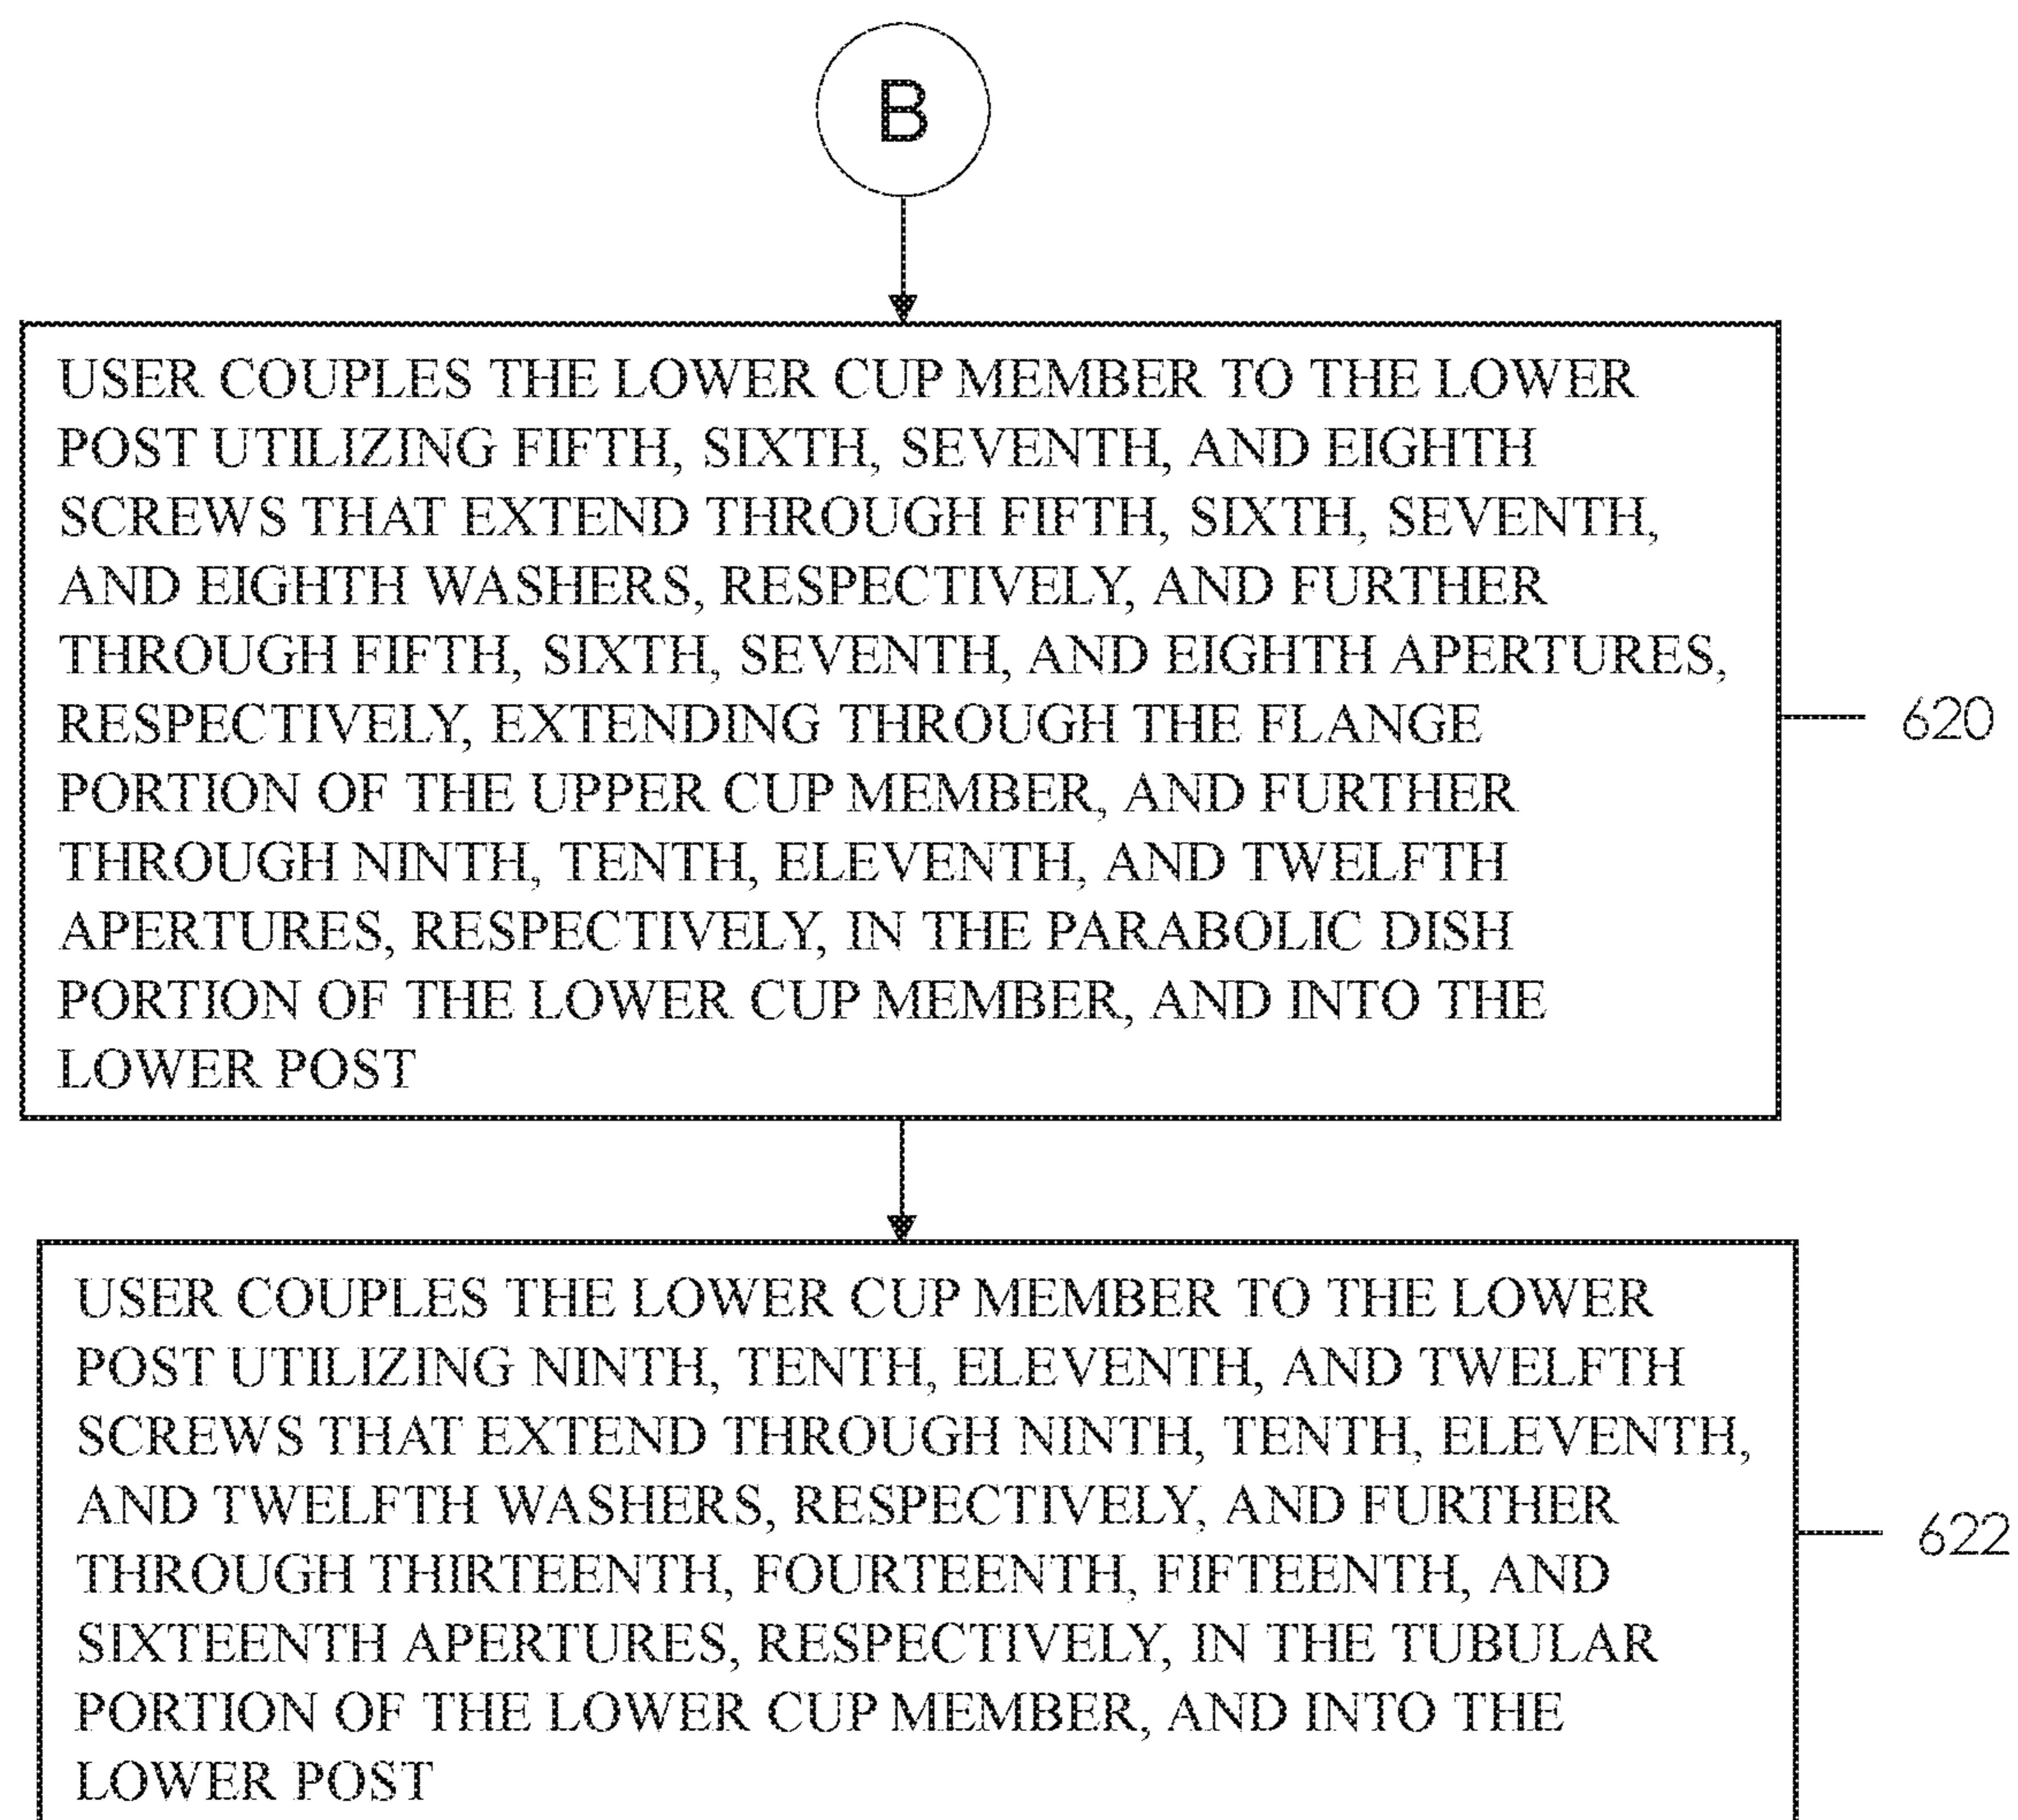 B
USER COUPLES THE LOWER CUP MEMBER TO THE LOWER
POST UTILIZING FIFTH, SIXTH, SEVENTH, AND EIGHTH
SCREWS THAT EXTEND THROUGH FIFTH, SIXTH, SEVENTH,
AND EIGHTH WASHERS, RESPECTIVELY, AND FURTHER
THROUGH FIFTH, SIXTH, SEVENTH, AND EIGHTH APERTURES,
RESPECTIVELY, EXTENDING THROUGH THE FLANGE
PORTION OF THE UPPER CUP MEMBER, AND FURTHER
THROUGH NINTH, TENTH, ELEVENTH, AND TWELFTH
APERTURES, RESPECTIVELY, IN THE PARABOLIC DISH
PORTION OF THE LOWER CUP MEMBER, AND INTO THE
LOWER POST
620
USER COUPLES THE LOWER CUP MEMBER TO THE LOWER
POST UTILIZING NINTH, TENTH, ELEVENTH, AND TWELFTH
SCREWS THAT EXTEND THROUGH NINTH, TENTH, ELEVENTH,
AND TWELFTH WASHERS, RESPECTIVELY, AND FURTHER
THROUGH THIRTEENTH, FOURTEENTH, FIFTEENTH, AND
SIXTEENTH APERTURES, RESPECTIVELY, IN THE TUBULAR
PORTION OF THE LOWER CUP MEMBER, AND INTO THE
LOWER POST
622